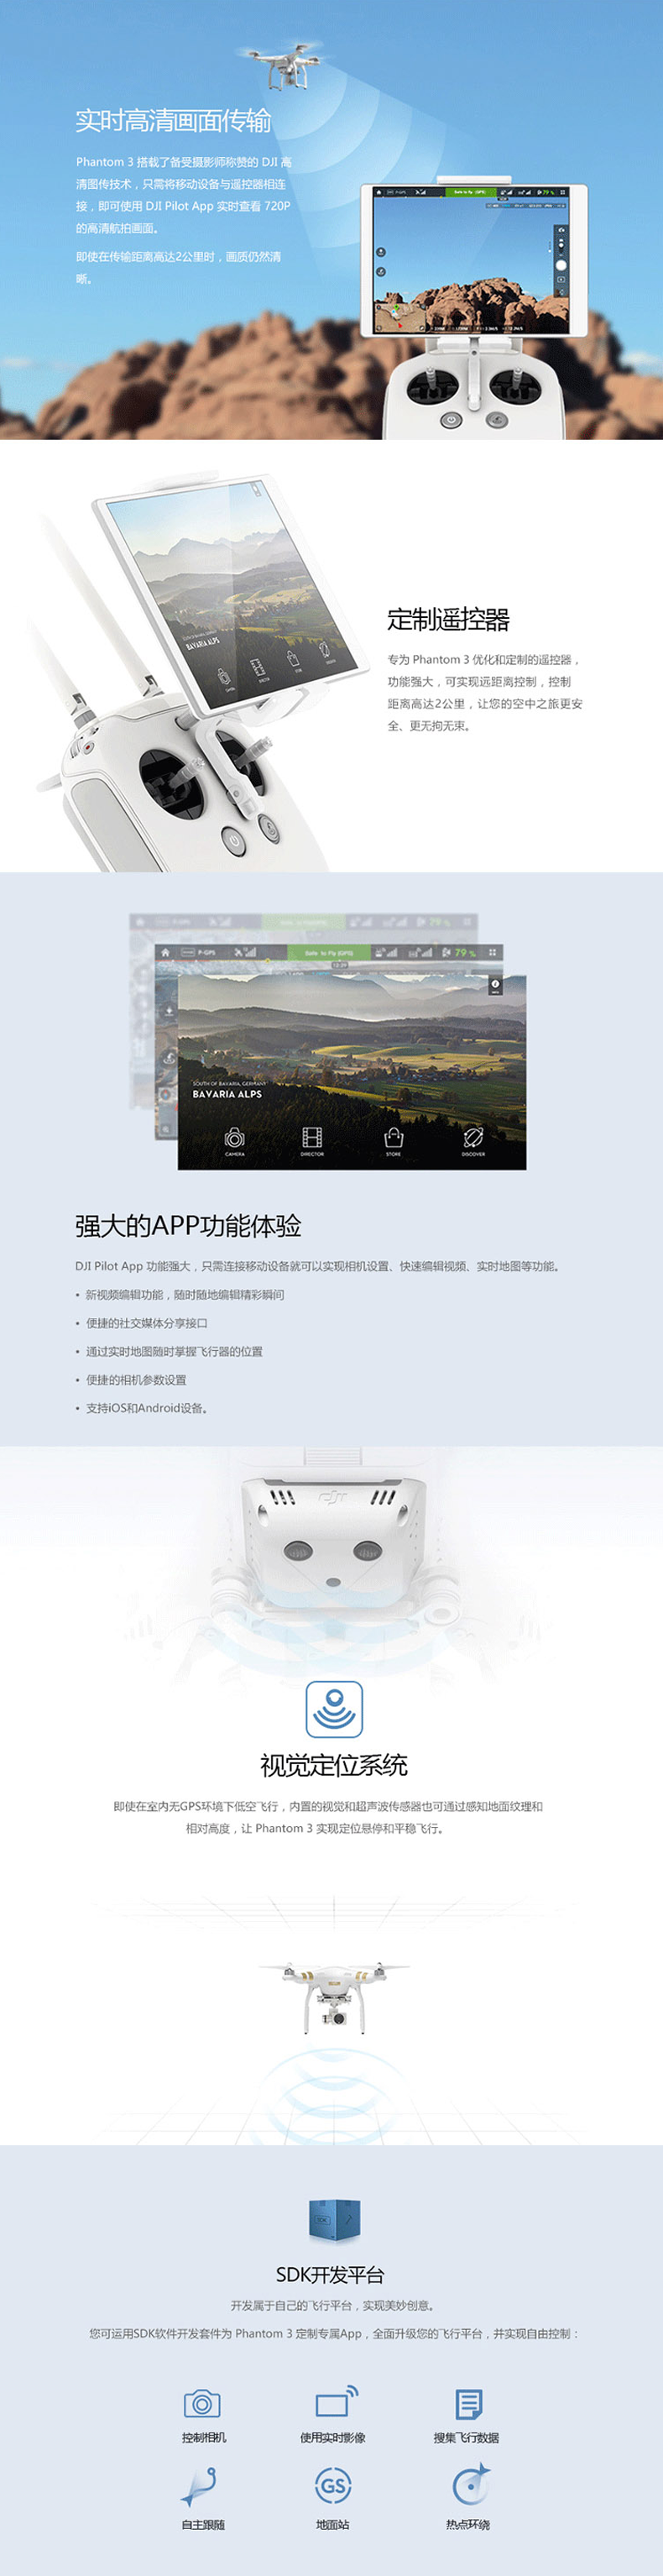 实时高清画面传输
Phantom 3 搭载了备受摄影师称赞的 DJI 高
清图传技术，只需将移动设备与遥控器相连
接，即可使用 DJI Pilot App 实时查看 720P
的高清航拍画面。
即使在传输距离高达2公里时，画质仍然清
晰。
P-GPS
Safe to Fly (GPS)
79
BAVARIA ALPS
定制遥控器
专为 Phantom 3 优化和定制的遥控器，
功能强大，可实现远距离控制，控制
距离高达2公里，让您的空中之旅更安
全、更无拘无束。
79 %
P-GPS
Safe to Fly (GPS)
79 %
12:29
SOUTH OF BAVARIA, GERMANY
BAVARIA ALPS
CAMERA
DIRECTOR
STORE
DISCOVER
强大的APP功能体验
DJI Pilot App 功能强大，只需连接移动设备就可以实现相机设置、快速编辑视频、实时地图等功能。
• 新视频编辑功能，随时随地编辑精彩瞬间
• 便捷的社交媒体分享接口
• 通过实时地图随时掌握飞行器的位置
• 便捷的相机参数设置
• 支持iOS和Android设备。
dji
视觉定位系统
即使在室内无GPS环境下低空飞行，内置的视觉和超声波传感器也可通过感知地面纹理和
相对高度，让 Phantom 3 实现定位悬停和平稳飞行。
SDK
SDK开发平台
开发属于自己的飞行平台，实现美妙创意。
您可运用SDK软件开发套件为 Phantom 3 定制专属App，全面升级您的飞行平台，并实现自由控制：
控制相机
使用实时影像
搜集飞行数据
GS
自主跟随
地面站
热点环绕